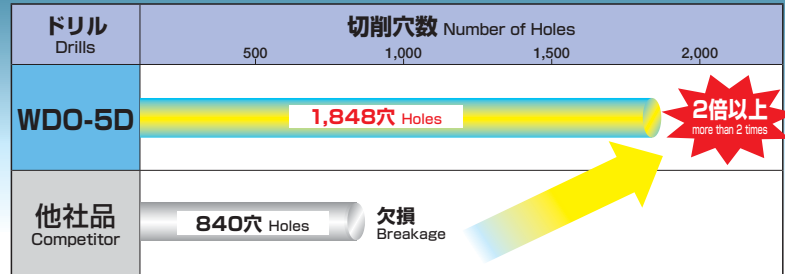 ドリル
Drills
切削穴数 Number of Holes
500 1,000 1,500 2,000
WDO-5D
1,848穴 Holes
2倍以上
more than 2 times
他社品
Competitor
840穴 Holes
欠損
Breakage